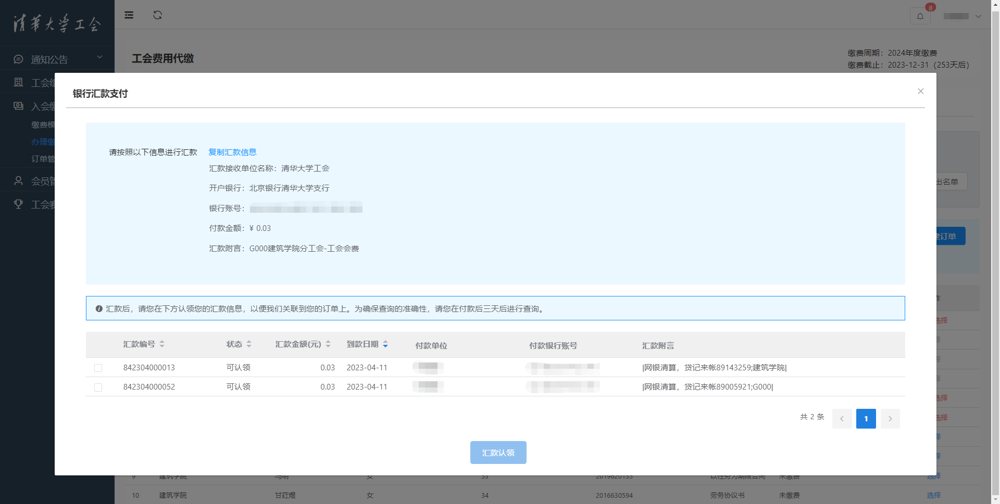 清華大学工会
8
通知公告
工会费用代缴
缴费周期：2024年度缴费
缴费截止：2023-12-31（253天后）
工会
入会
缴费
办理
订单管
会员管
工会
银行汇款支付
请按照以下信息进行汇款 复制汇款信息
汇款接收单位名称：清华大学工会
开户银行：北京银行清华大学支行
银行账号：
付款金额：¥ 0.03
汇款附言：G000建筑学院分工会-工会会费
出名单
订单
汇款后，请您在下方认领您的汇款信息，以便我们关联到您的订单上。为确保查询的准确性，请您在付款后三天后进行查询。
汇款编号 状态 汇款金额(元) 到款日期 付款单位 付款银行账号 汇款附言
842304000013 可认领 0.03 2023-04-11 |网银清算，贷记来帐89143259;建筑学院|
842304000052 可认领 0.03 2023-04-11 |网银清算，贷记来帐89005921;G000|
共 2 条 1
汇款认领
选择
选择
选择
9 建筑学院 女 53 2019620135 以任务为期限合同 未缴费 选择
10 建筑学院 甘荭煜 女 34 2016630594 劳务协议书 未缴费 选择